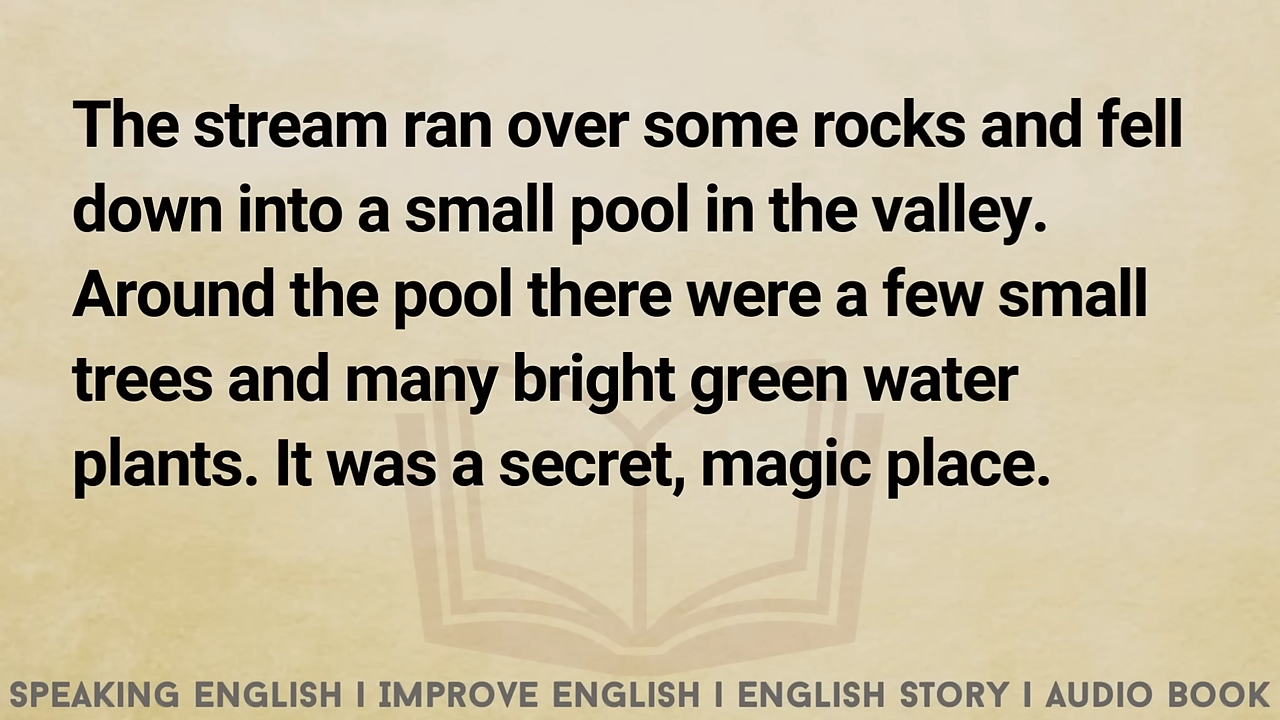 The stream ran over some rocks and fell
down into a small pool in the valley.
Around the pool there were a few small
trees and many bright green water
plants. It was a secret, magic place.
SPEAKING ENGLISH I IMPROVE ENGLISH I ENGLISH STORY I AUDIO BOOK